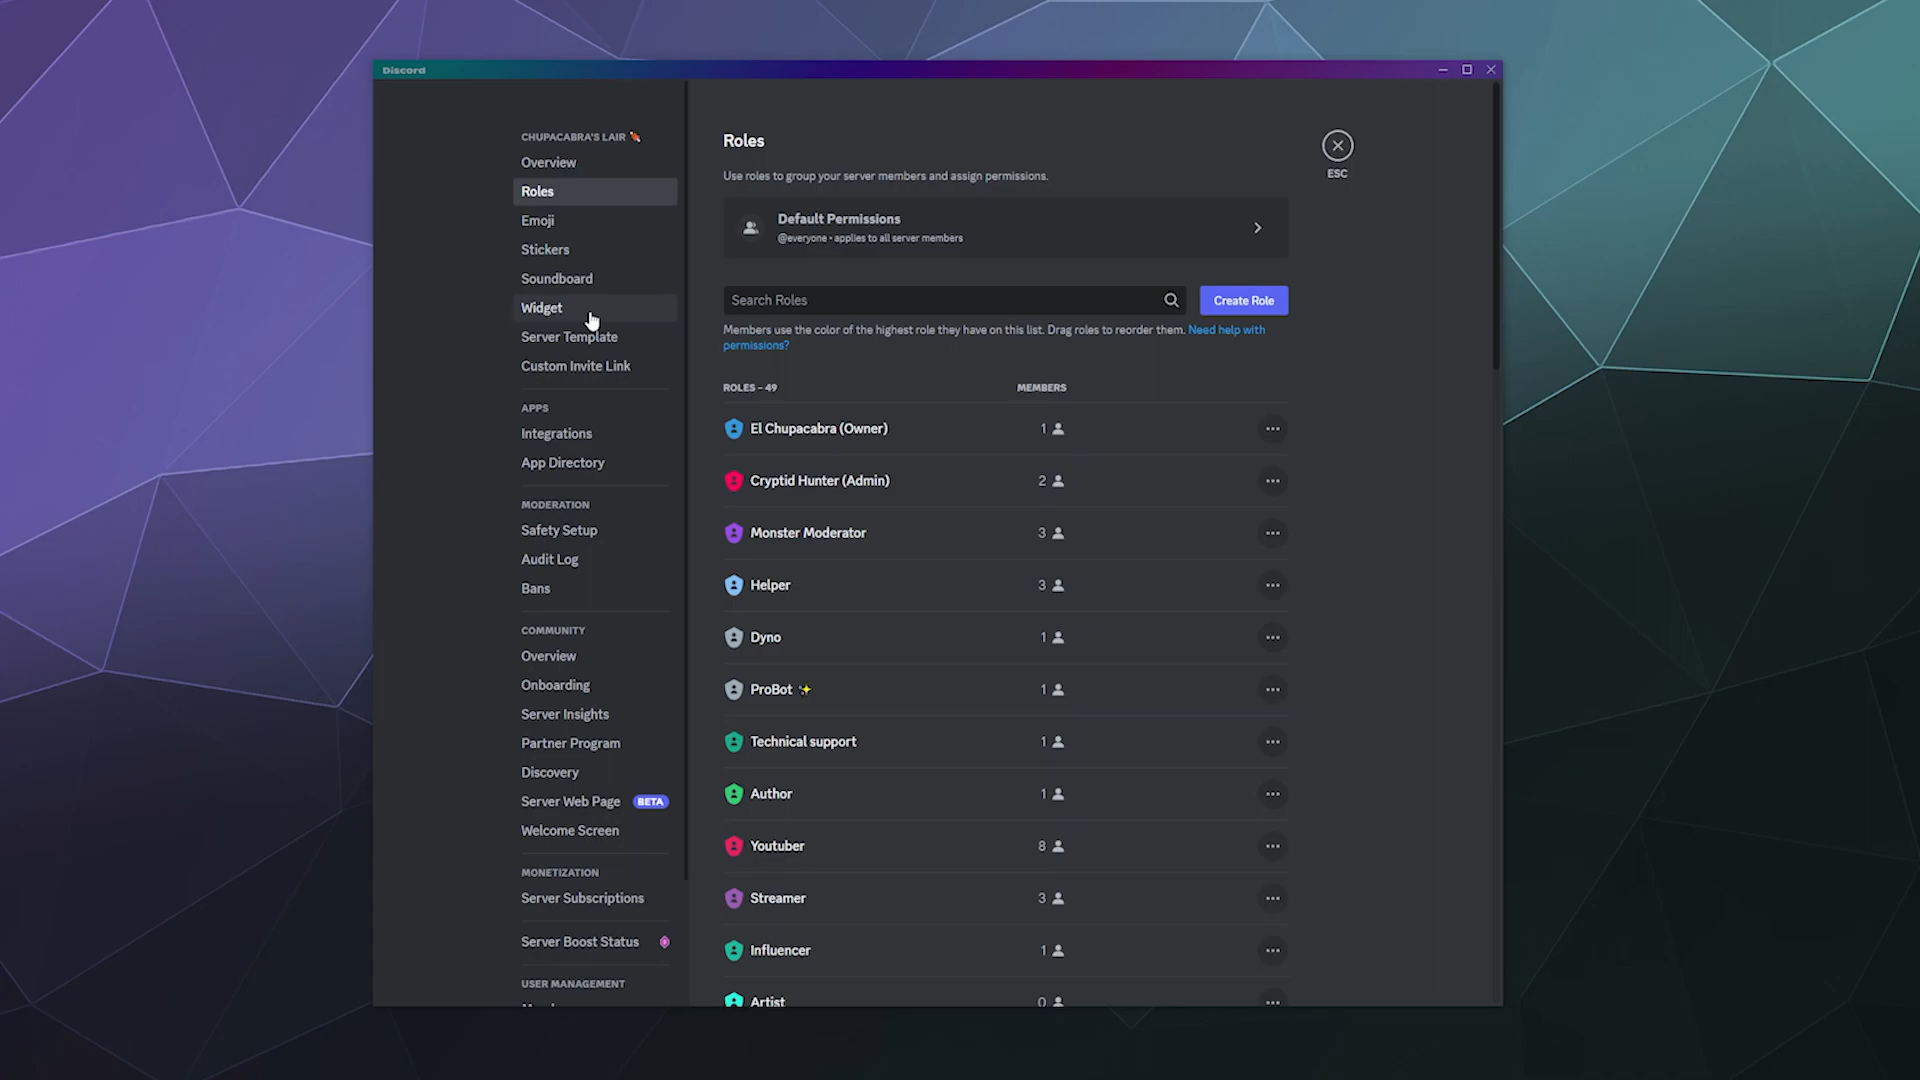 Discord
CHUPACABRA'S LAIR
Overview
Roles
Emoji
Stickers
Soundboard
Widget
Server Template
Custom Invite Link
APPS
Integrations
App Directory
MODERATION
Safety Setup
Audit Log
Bans
COMMUNITY
Overview
Onboarding
Server Insights
Partner Program
Discovery
Server Web Page BETA
Welcome Screen
MONETIZATION
Server Subscriptions
Server Boost Status
USER MANAGEMENT
Roles
Use roles to group your server members and assign permissions.
ESC
Default Permissions
@everyone • applies to all server members
Search Roles
Create Role
Members use the color of the highest role they have on this list. Drag roles to reorder them. Need help with
permissions?
ROLES – 49 MEMBERS
El Chupacabra (Owner) 1
Cryptid Hunter (Admin) 2
Monster Moderator 3
Helper 3
Dyno 1
ProBot ✨ 1
Technical support 1
Author 1
Youtuber 8
Streamer 3
Influencer 1
Artist 0